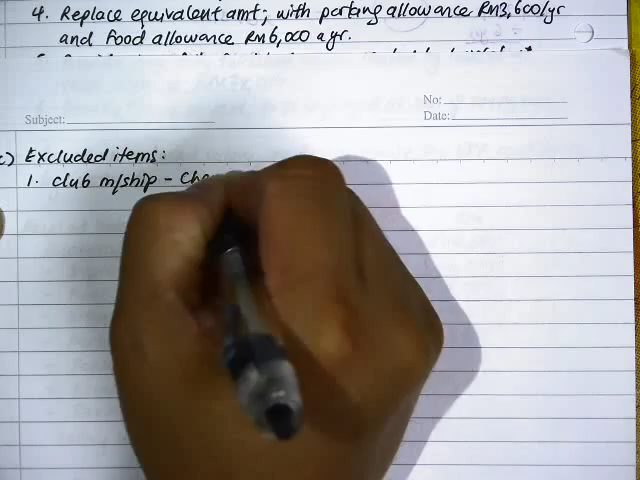 4. Replace equivalent amt; with parking allowance RM3,600/yr
and food allowance RM6,000 a yr.
No:
Subject:
Date:
c) Excluded items:
1. club m/ship -